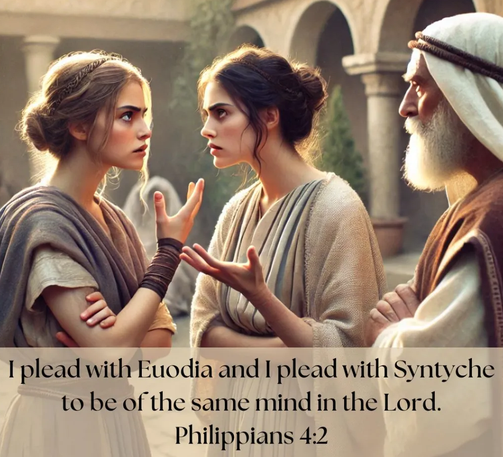 I plead with Euodia and I plead with Syntyche
to be of the same mind in the Lord.
Philippians 4:2